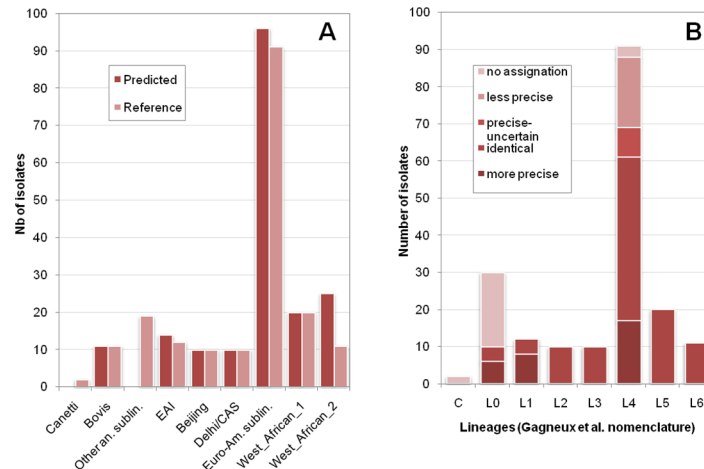 A
Nb of isolates
100
90
80
70
60
50
40
30
20
10
0
Predicted
Reference
Canetti
Bovis
Other an. sublin.
EAI
Beijing
Delhi/CAS
Euro-Am. sublin.
West_African_1
West_African_2
B
Number of isolates
100
90
80
70
60
50
40
30
20
10
0
no assignation
less precise
precise-
uncertain
identical
more precise
C L0 L1 L2 L3 L4 L5 L6
Lineages (Gagneux et al. nomenclature)